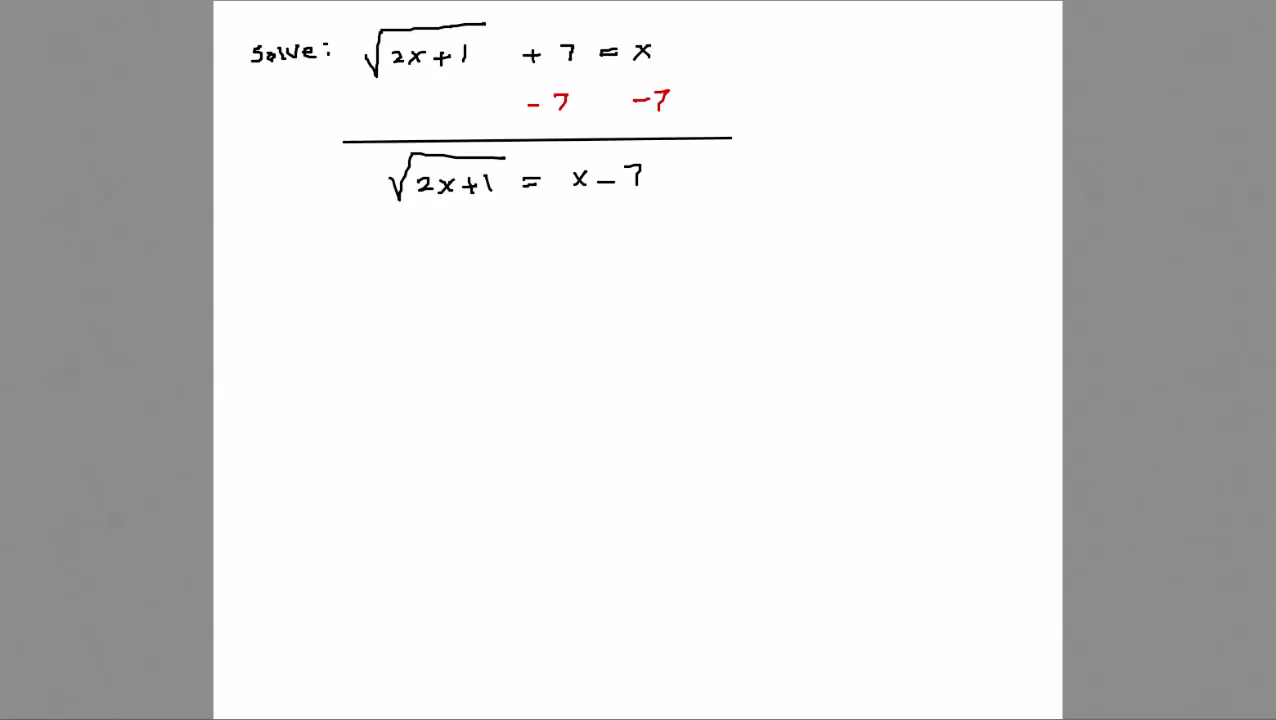 Solve: √2x+1 + 7 = x
- 7 -7
√2x+1 = x - 7